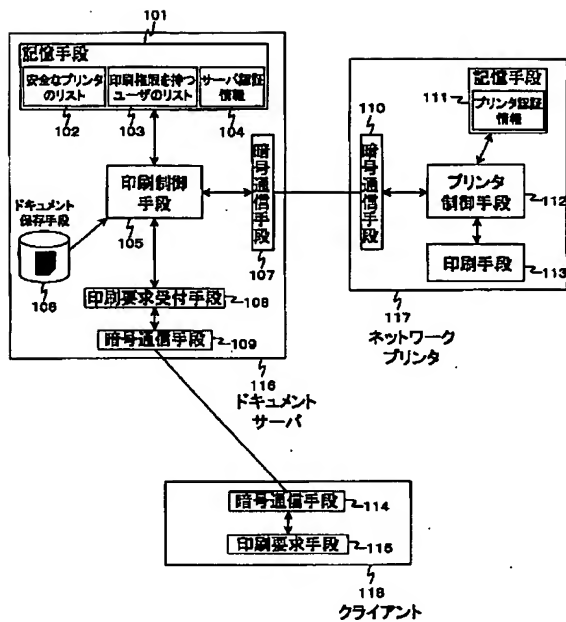 101
記憶手段
安全なプリンタ
のリスト
印刷権限を持つ
ユーザのリスト
サーバ認証
情報
102
103
104
印刷制御
手段
105
ドキュメント
保存手段
106
暗号通信手段
107
印刷要求受付手段
108
暗号通信手段
109
116
ドキュメント
サーバ
110
暗号通信手段
記憶手段
111
プリンタ認証
情報
プリンタ
制御手段
112
印刷手段
113
117
ネットワーク
プリンタ
暗号通信手段
114
印刷要求手段
115
118
クライアント